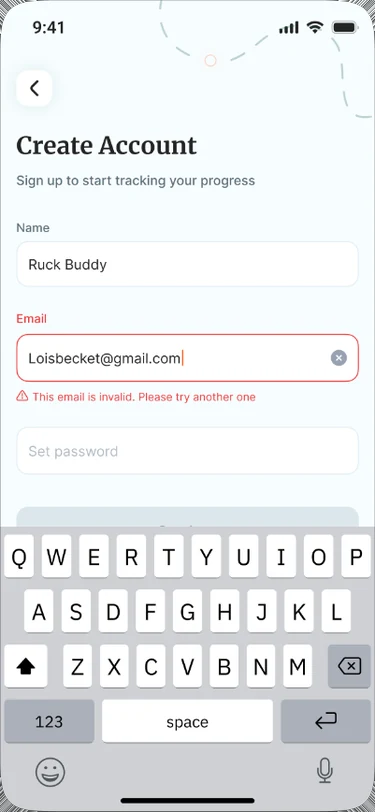 9:41
Create Account
Sign up to start tracking your progress
Name
Ruck Buddy
Email
Loisbecket@gmail.com
This email is invalid. Please try another one
Set password
Q W E R T Y U I O P
A S D F G H J K L
Z X C V B N M
123 space